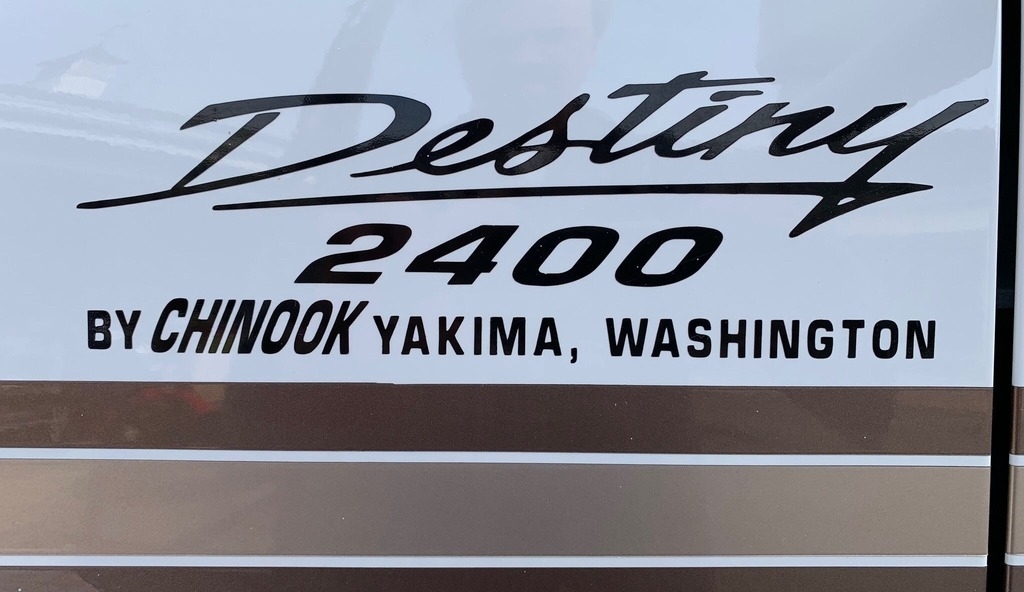 Destiny
2400
BY CHINOOK YAKIMA, WASHINGTON